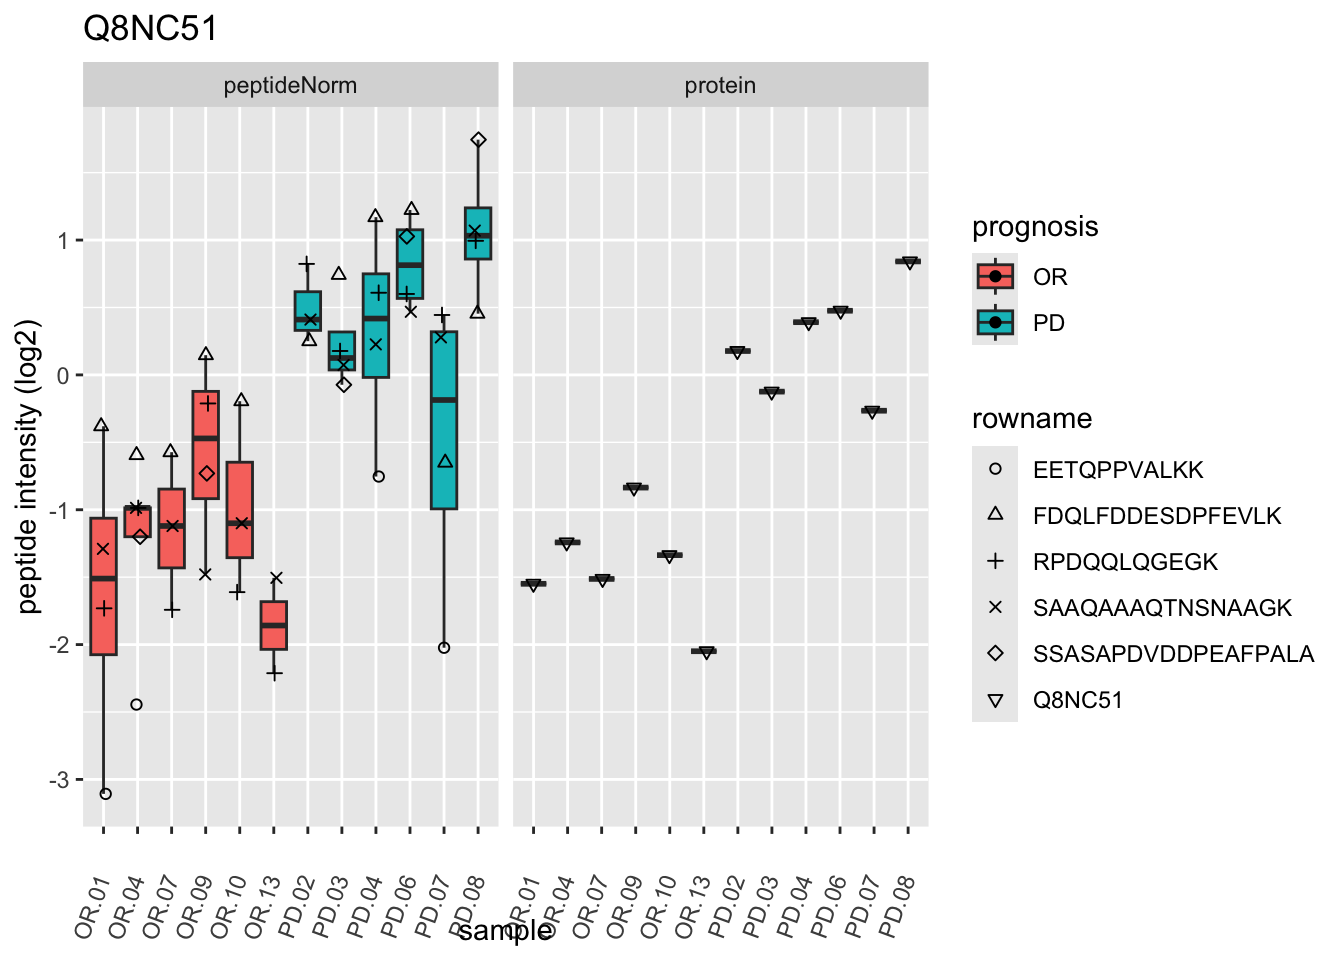 Q8NC51
peptideNorm
protein
peptide intensity (log2)
1
0
-1
-2
-3
OR.01
OR.04
OR.07
OR.09
OR.10
OR.13
PD.02
PD.03
PD.04
PD.06
PD.07
PD.08
OR.01
OR.04
OR.07
OR.09
OR.10
OR.13
PD.02
PD.03
PD.04
PD.06
PD.07
PD.08
sample
prognosis
OR
PD
rowname
EETQPPVALKK
FDQLFDDESDPFEVLK
RPDQQLQGEGK
SAAQAAAQTNSNAAGK
SSASAPDVDDPEAFPALA
Q8NC51